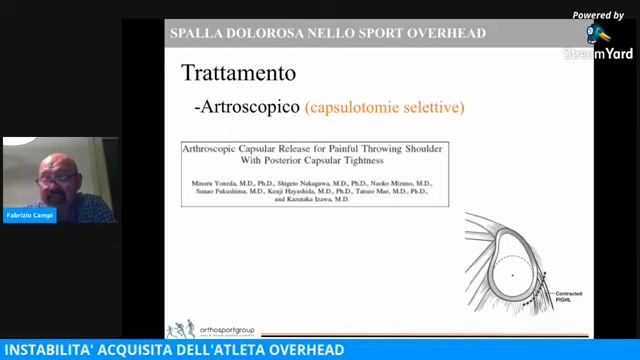 Powered by
StreamYard
SPALLA DOLOROSA NELLO SPORT OVERHEAD
Trattamento
-Artroscopico (capsulotomie selettive)
Arthroscopic Capsular Release for Painful Throwing Shoulder
With Posterior Capsular Tightness
Minoru Yoneda, M.D., Ph.D., Shigeto Nakagawa, M.D., Ph.D., Naoko Mizuno, M.D.,
Sunao Fukushima, M.D., Kenji Hayashida, M.D., Ph.D., Tatsuo Mae, M.D., Ph.D.,
and Kazutaka Izawa, M.D.
Fabrizio Campi
Contracted
PIGHL
orthosportgroup
INSTABILITA' ACQUISITA DELL'ATLETA OVERHEAD